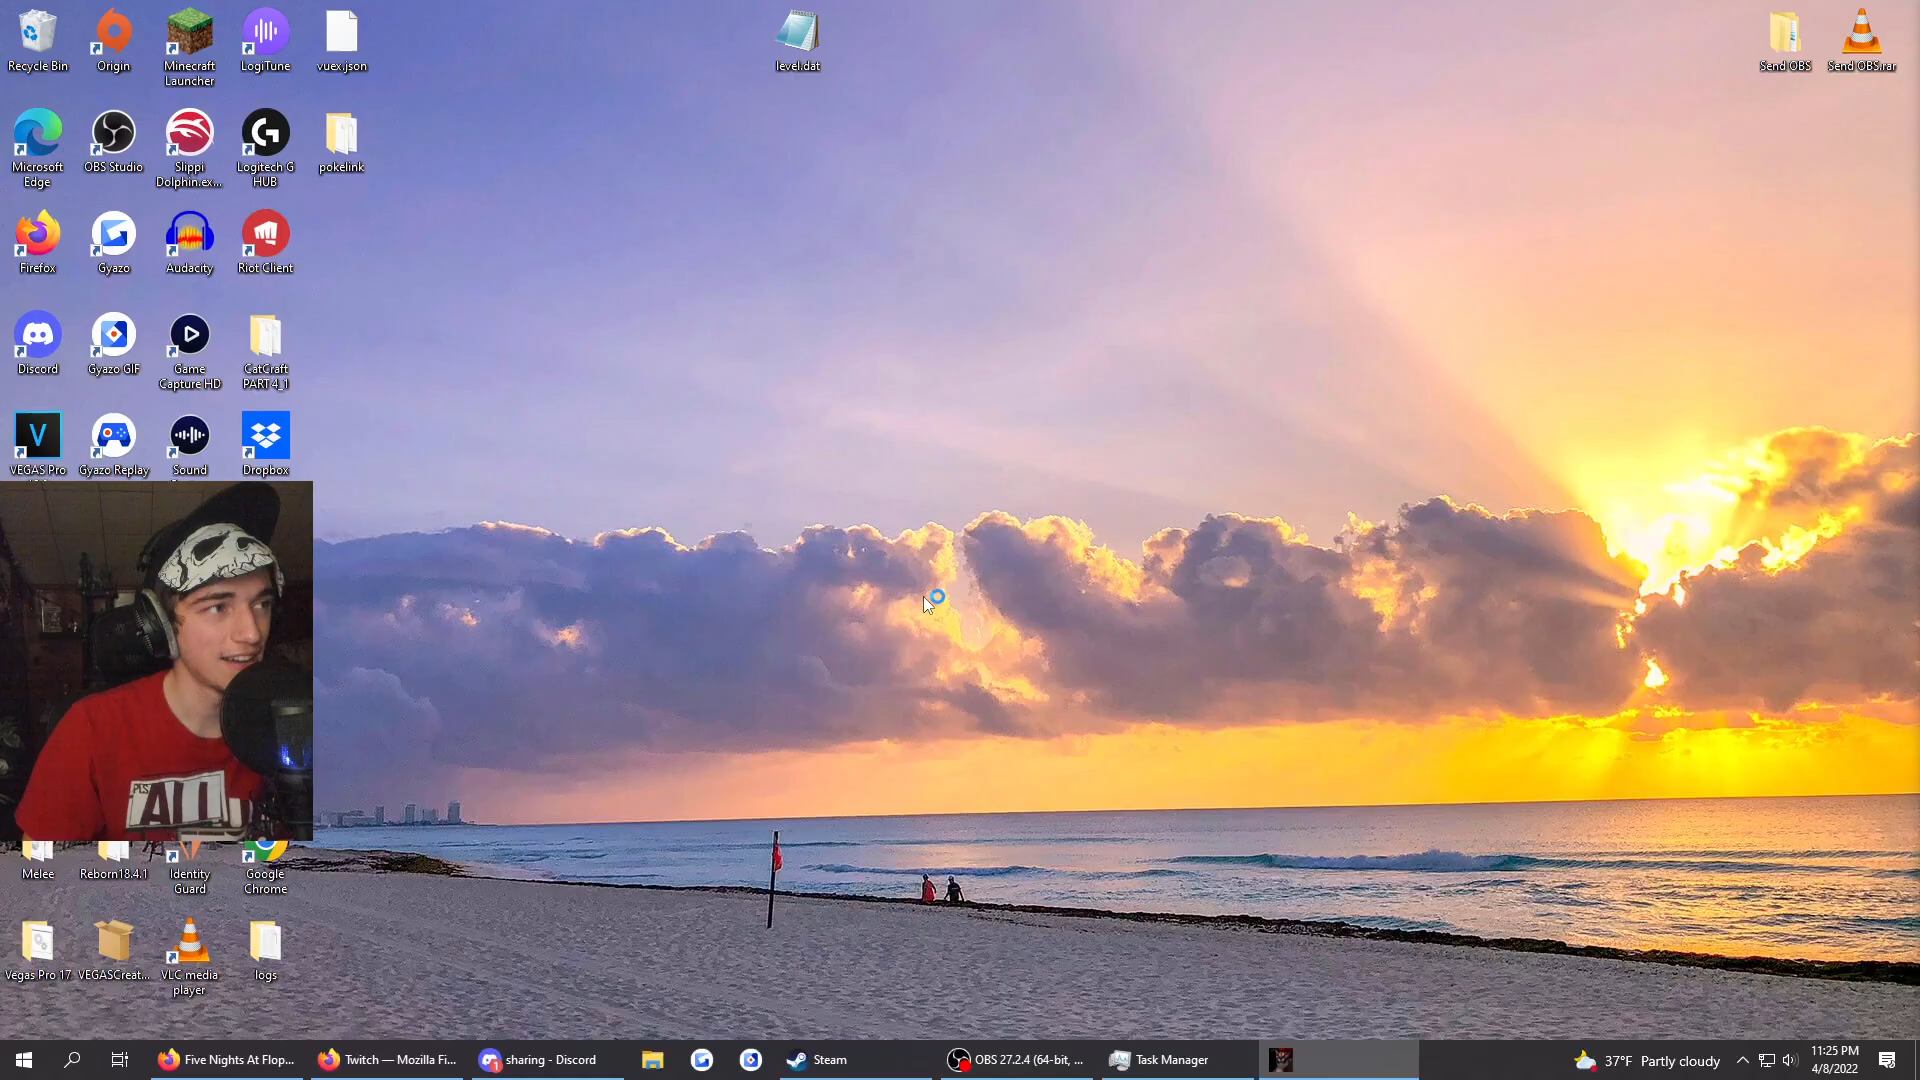 Recycle Bin
Origin
Minecraft
Launcher
LogiTune
vuex.json
level.dat
Send OBS
Send OBS.rar
Microsoft
Edge
OBS Studio
Slippi
Dolphin.ex...
Logitech G
HUB
pokelink
Firefox
Gyazo
Audacity
Riot Client
Discord
Gyazo GIF
Game
Capture HD
CatCraft
PART 4_1
VEGAS Pro
Gyazo Replay
Sound
Dropbox
PLS
ALL
Melee
Reborn18.4.1
Identity
Guard
Google
Chrome
Vegas Pro 17
VEGASCreat...
VLC media
player
logs
Five Nights At Flop...
Twitch — Mozilla Fi...
1
sharing - Discord
Steam
OBS 27.2.4 (64-bit, ...
Task Manager
37°F Partly cloudy
11:25 PM
4/8/2022